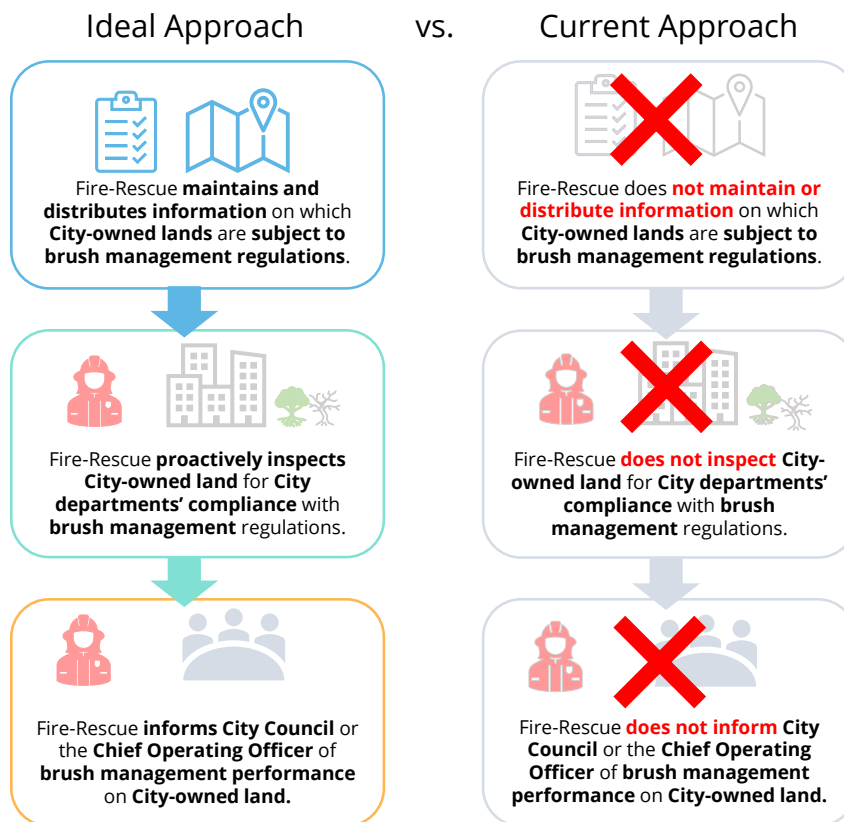 Ideal Approach vs. Current Approach
Fire-Rescue maintains and
distributes information on which
City-owned lands are subject to
brush management regulations.
Fire-Rescue proactively inspects
City-owned land for City
departments’ compliance with
brush management regulations.
Fire-Rescue informs City Council or
the Chief Operating Officer of
brush management performance
on City-owned land.
Fire-Rescue does not maintain or
distribute information on which
City-owned lands are subject to
brush management regulations.
Fire-Rescue does not inspect City-
owned land for City departments’
compliance with brush
management regulations.
Fire-Rescue does not inform City
Council or the Chief Operating
Officer of brush management
performance on City-owned land.